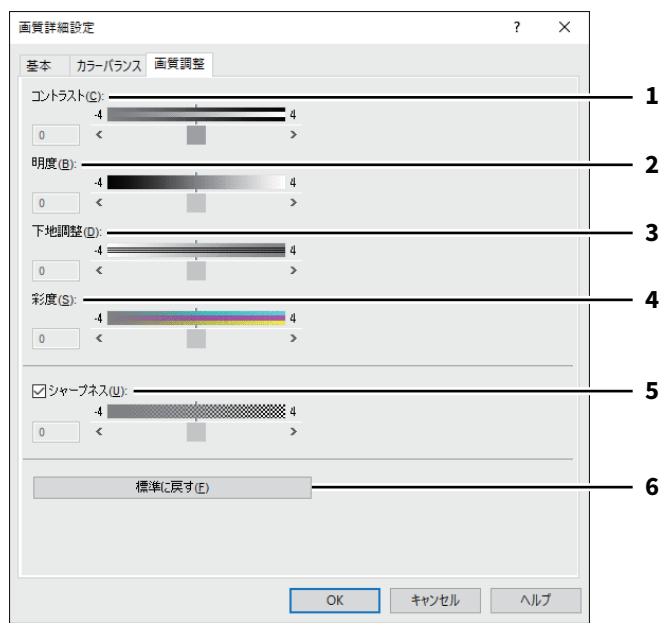 画質詳細設定 ? ×
基本 カラーバランス 画質調整
コントラスト(C): 1
-4 4
0 < >
明度(B): 2
-4 4
0 < >
下地調整(D): 3
-4 4
0 < >
彩度(S): 4
-4 4
0 < >
シャープネス(U): 5
-4 4
0 < >
標準に戻す(F) 6
OK キャンセル ヘルプ